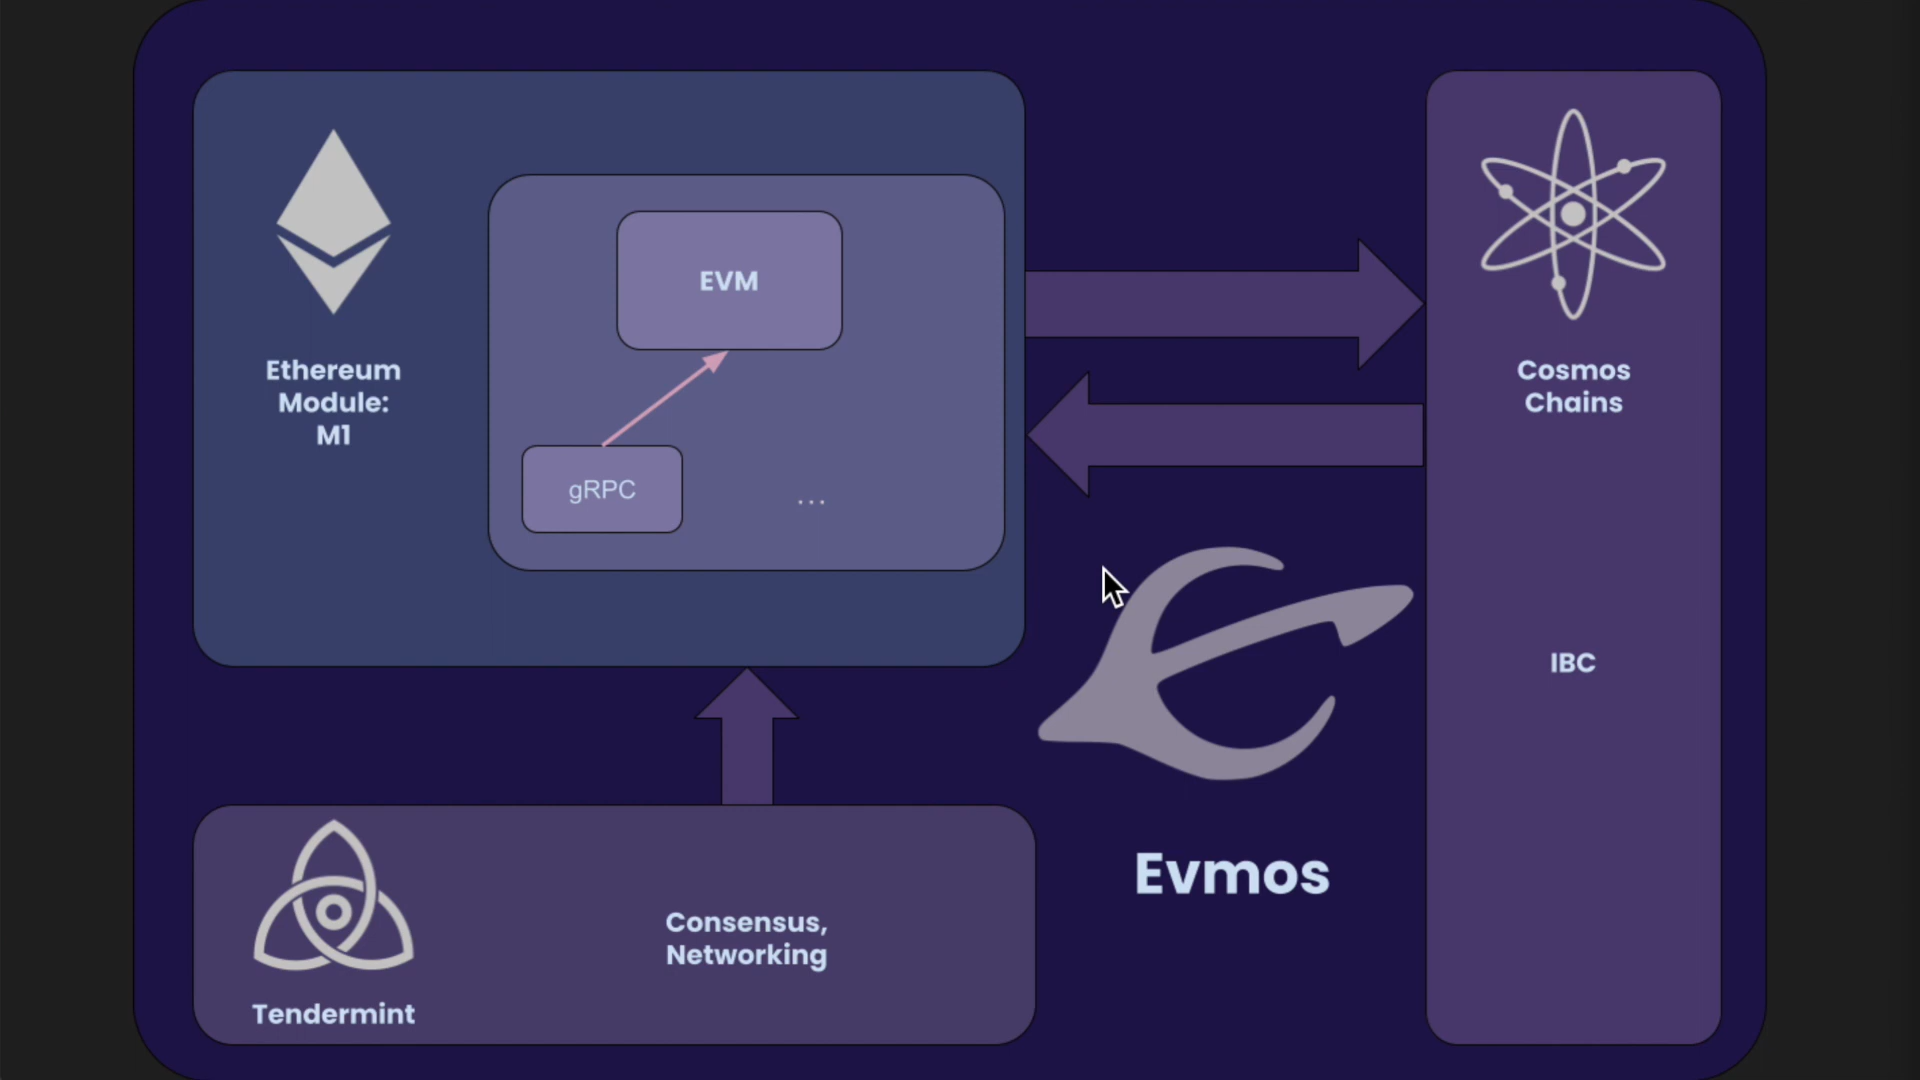 Ethereum
Module:
M1
EVM
gRPC
...
Cosmos
Chains
IBC
Evmos
Tendermint
Consensus,
Networking